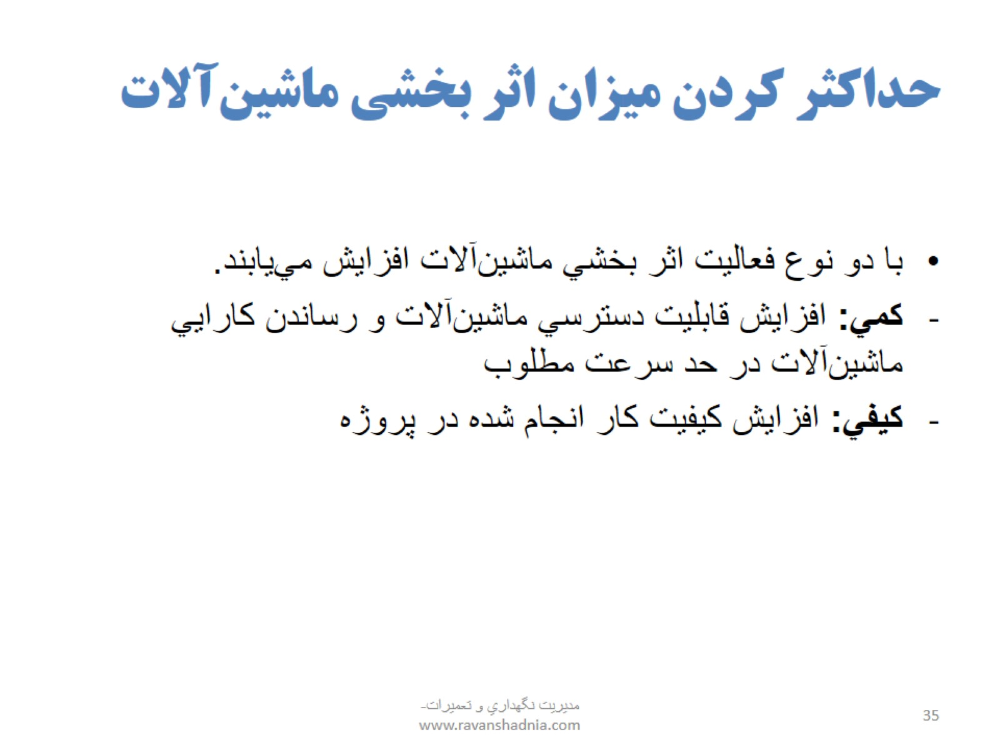 حداکثر کردن میزان اثر بخشی ماشین‌آلات
• با دو نوع فعاليت اثر بخشي ماشين‌آلات افزايش مي‌يابند.
- كمي: افزايش قابليت دسترسي ماشين‌آلات و رساندن كارايي
ماشين‌آلات در حد سرعت مطلوب
- كيفي: افزايش كيفيت كار انجام شده در پروژه
مديريت نگهداري و تعميرات-
www.ravanshadnia.com
35